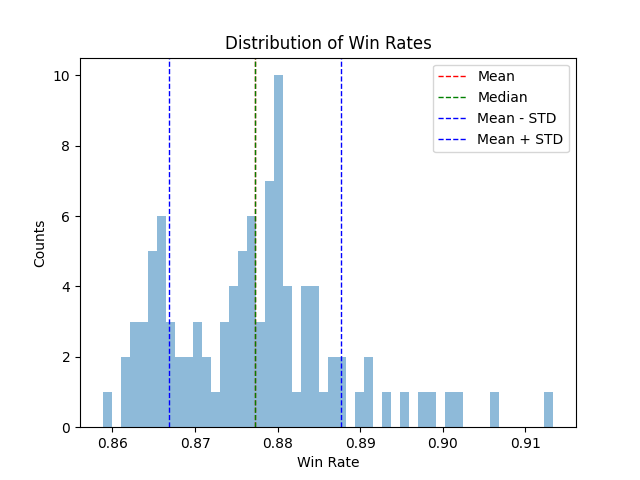 Distribution of Win Rates
Mean
Median
Mean - STD
Mean + STD
10
8
6
4
2
0
Counts
0.86 0.87 0.88 0.89 0.90 0.91
Win Rate